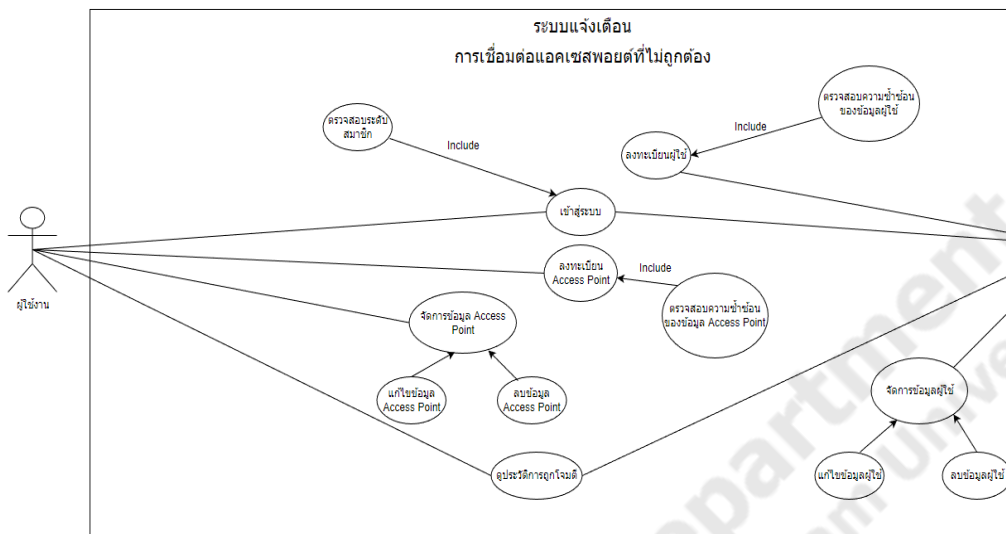 ระบบแจ้งเตือน
การเชื่อมต่อแอคเซสพอยต์ที่ไม่ถูกต้อง
ตรวจสอบระดับ
สมาชิก
Include
ตรวจสอบความซ้ำซ้อน
ของข้อมูลผู้ใช้
Include
ลงทะเบียนผู้ใช้
เข้าสู่ระบบ
ผู้ใช้งาน
ลงทะเบียน
Access Point
Include
ตรวจสอบความซ้ำซ้อน
ของข้อมูล Access Point
จัดการข้อมูล Access
Point
แก้ไขข้อมูล
Access Point
ลบข้อมูล
Access Point
จัดการข้อมูลผู้ใช้
แก้ไขข้อมูลผู้ใช้
ลบข้อมูลผู้ใช้
ดูประวัติการถูกโจมตี